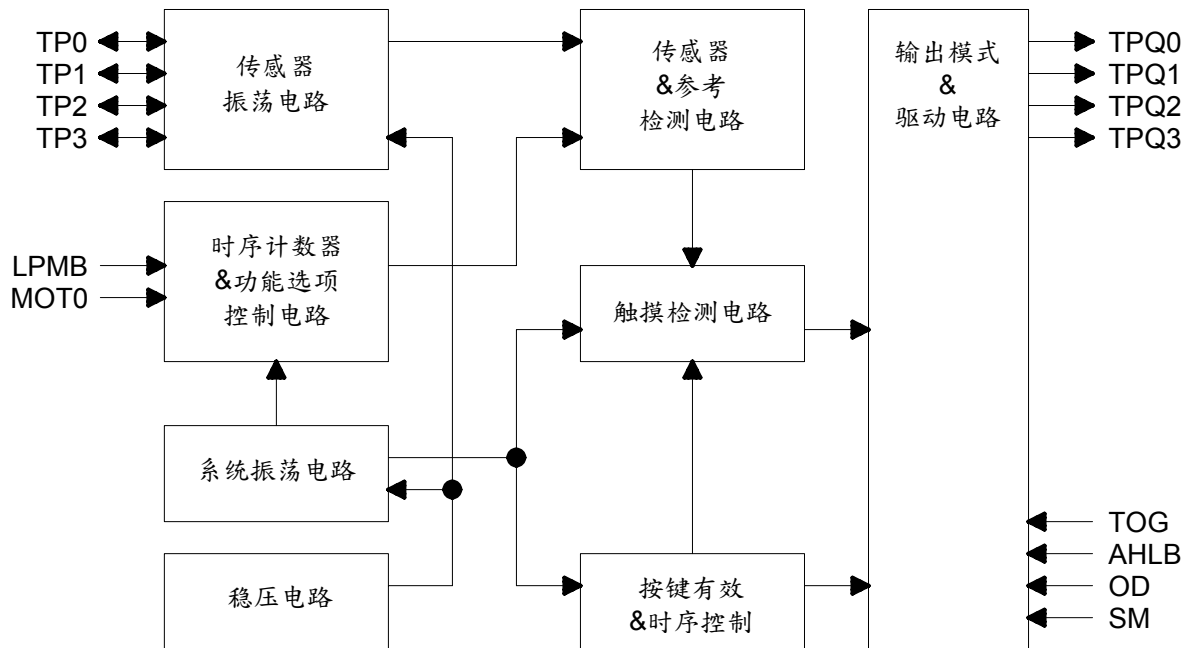 TP0
TP1
TP2
TP3
传感器
振荡电路
传感器
&参考
检测电路
输出模式
&
驱动电路
TPQ0
TPQ1
TPQ2
TPQ3
LPMB
MOT0
时序计数器
&功能选项
控制电路
触摸检测电路
系统振荡电路
稳压电路
按键有效
&时序控制
TOG
AHLB
OD
SM